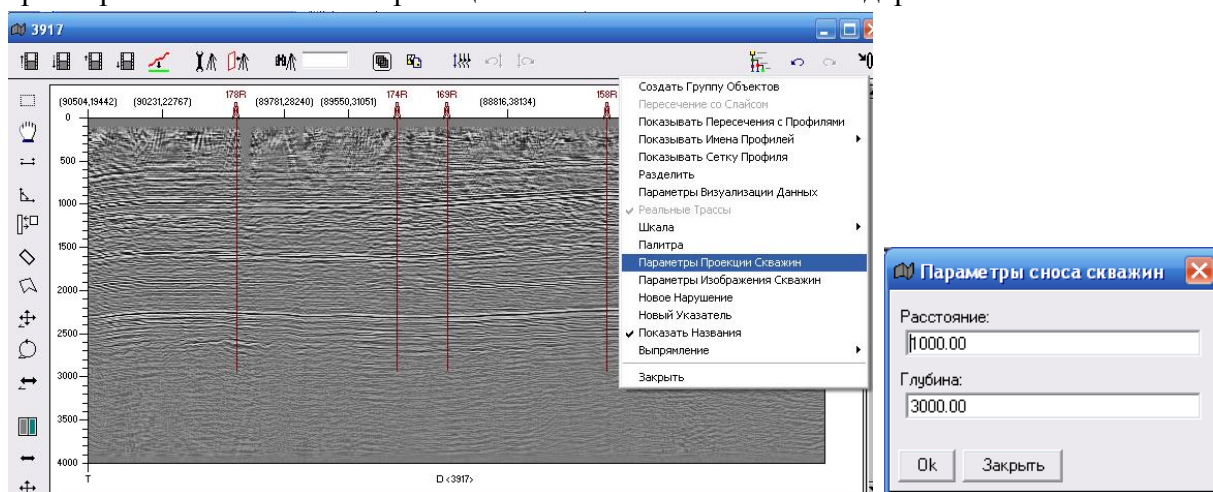 3917
178R 174R 169R 158R
(90504,19442) (90231,22767) (89781,28240) (89550,31051) (88816,38134)
0
500
1000
1500
2000
2500
3000
3500
4000
T D <3917>
Создать Группу Объектов
Пересечение со Слайсом
Показывать Пересечения с Профилями
Показывать Имена Профилей
Показывать Сетку Профиля
Разделить
Параметры Визуализации Данных
Реальные Трассы
Шкала
Палитра
Параметры Проекции Скважин
Параметры Изображения Скважин
Новое Нарушение
Новый Указатель
Показать Названия
Выпрямление
Закрыть
Параметры сноса скважин
Расстояние:
1000.00
Глубина:
3000.00
Ok Закрыть